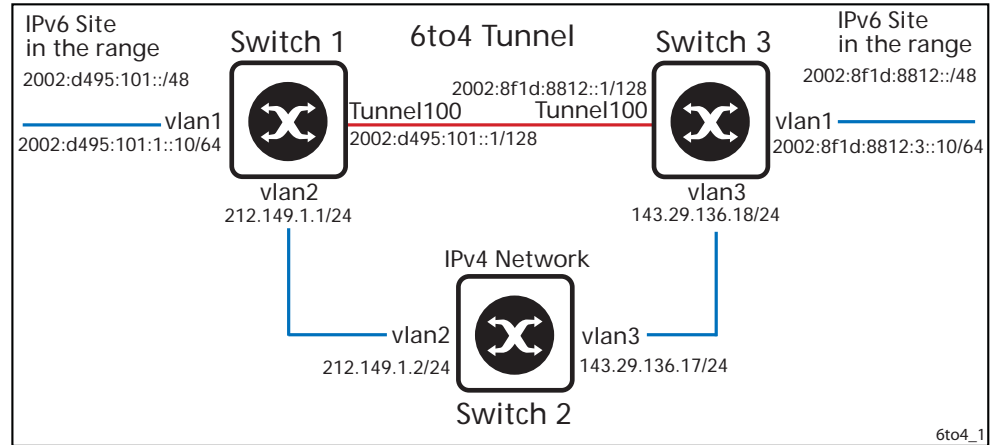 IPv6 Site
in the range
2002:d495:101::/48
Switch 1
6to4 Tunnel
Switch 3
IPv6 Site
in the range
2002:8f1d:8812::/48
2002:8f1d:8812::1/128
vlan1
Tunnel100
Tunnel100
vlan1
2002:d495:101:1::10/64
2002:d495:101::1/128
2002:8f1d:8812:3::10/64
vlan2
212.149.1.1/24
vlan3
143.29.136.18/24
IPv4 Network
vlan2
vlan3
212.149.1.2/24
143.29.136.17/24
Switch 2
6to4_1